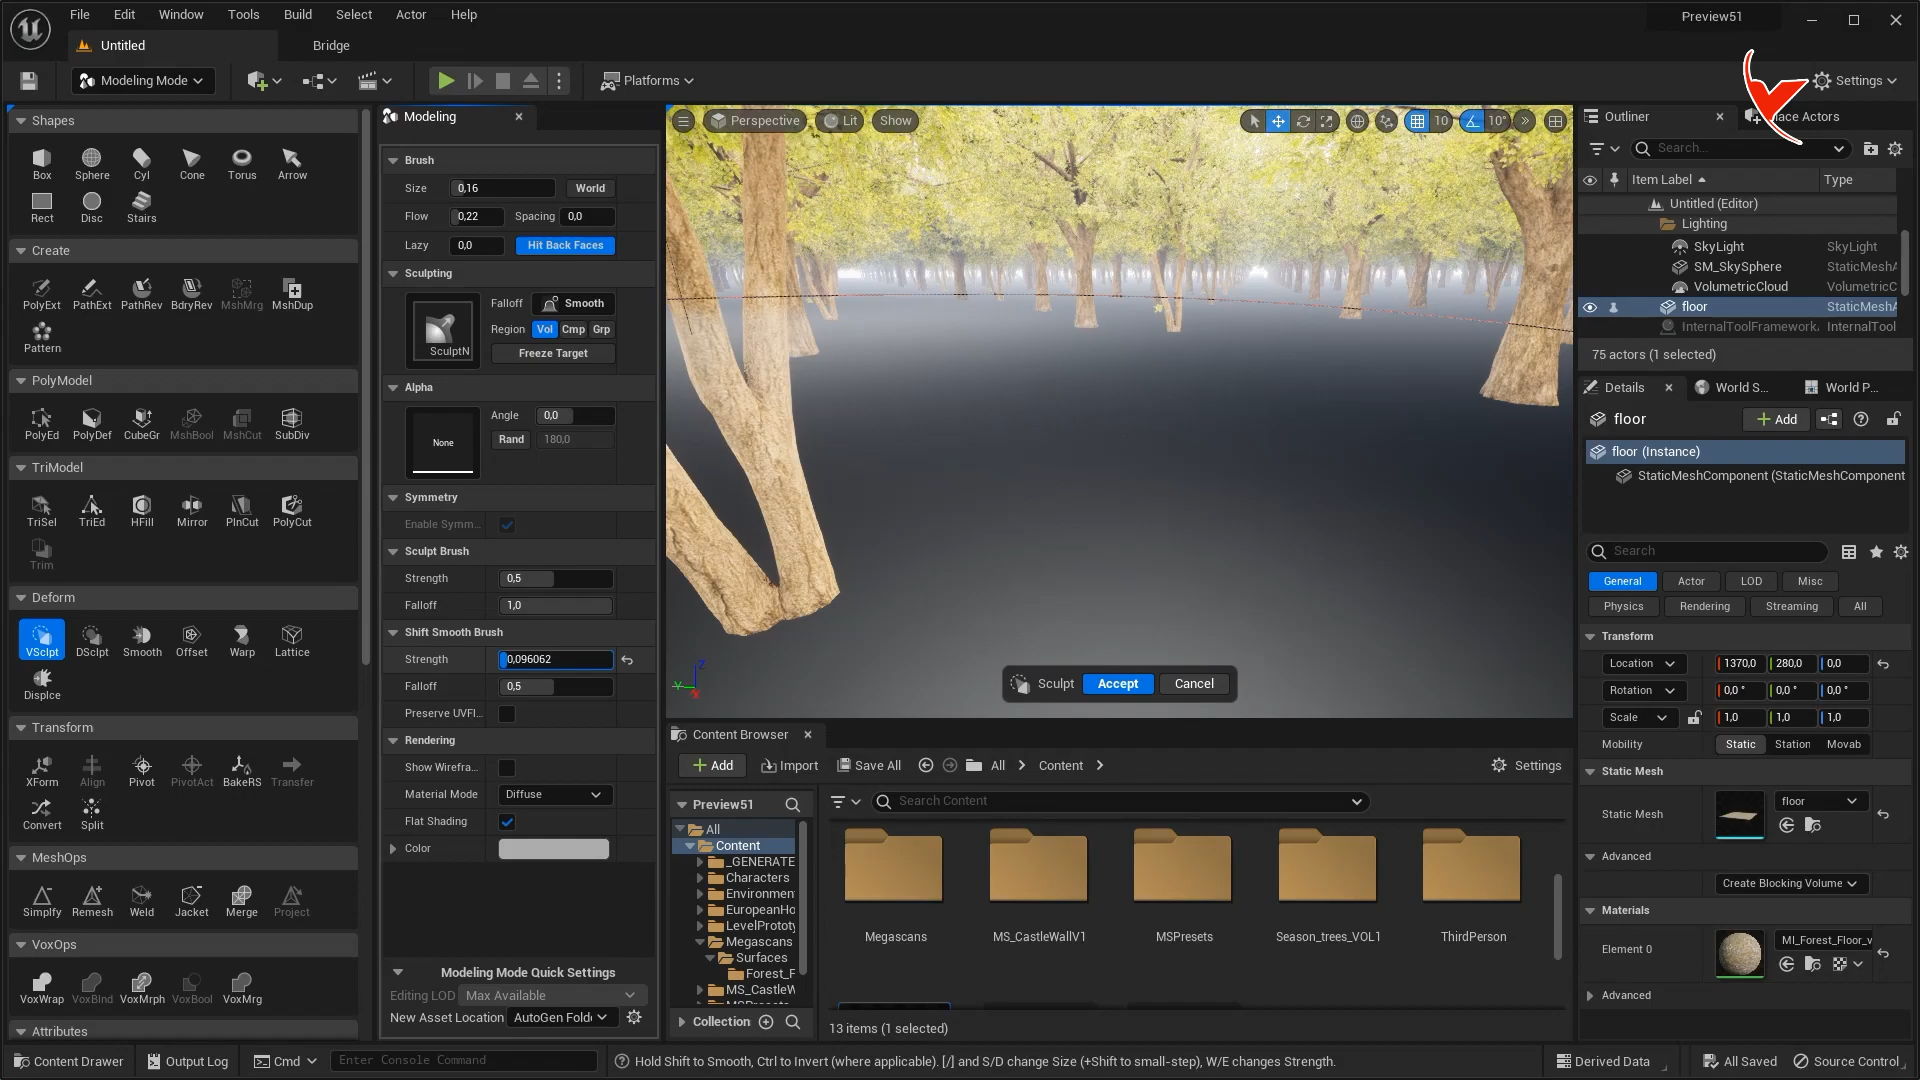 File Edit Window Tools Build Select Actor Help
Preview51
Untitled
Bridge
Modeling Mode
Platforms
Settings
Shapes
Box Sphere Cyl Cone Torus Arrow
Rect Disc Stairs
Create
PolyExt PathExt PathRev BdryRev MshMrg MshDup
Pattern
PolyModel
PolyEd PolyDef CubeGr MshBool MshCut SubDiv
TriModel
TriSel TriEd HFill Mirror PlnCut PolyCut
Trim
Deform
VSclpt DSclpt Smooth Offset Warp Lattice
Displce
Transform
XForm Align Pivot PivotAct BakeRS Transfer
Convert Split
MeshOps
Simplfy Remesh Weld Jacket Merge Project
VoxOps
VoxWrap VoxBlnd VoxMrph VoxBool VoxMrg
Attributes
Modeling
Brush
Size 0,16 World
Flow 0,22 Spacing 0,0
Lazy 0,0 Hit Back Faces
Sculpting
SculptN
Falloff Smooth
Region Vol Cmp Grp
Freeze Target
Alpha
None
Angle 0,0
Rand 180,0
Symmetry
Enable Symm...
Sculpt Brush
Strength 0,5
Falloff 1,0
Shift Smooth Brush
Strength 0,096062
Falloff 0,5
Preserve UVFl...
Rendering
Show Wirefra...
Material Mode Diffuse
Flat Shading
Color
Modeling Mode Quick Settings
Editing LOD Max Available
New Asset Location AutoGen Folde
Perspective Lit Show
10 10°
Sculpt Accept Cancel
Content Browser
Add Import Save All All Content Settings
Preview51
Search Content
All
Content
_GENERATE
Characters
Environmen
EuropeanHo
LevelPrototy
Megascans
Surfaces
Forest_F
MS_CastleW
MSPresets
Collection
Megascans MS_CastleWallV1 MSPresets Season_trees_VOL1 ThirdPerson
13 items (1 selected)
Outliner
lace Actors
Search...
Item Label Type
Untitled (Editor)
Lighting
SkyLight SkyLight
SM_SkySphere StaticMeshA
VolumetricCloud VolumetricC
floor StaticMeshA
InternalToolFramework. InternalTool
75 actors (1 selected)
Details World S... World P...
floor Add
floor (Instance)
StaticMeshComponent (StaticMeshComponent
Search
General Actor LOD Misc
Physics Rendering Streaming All
Transform
Location 1370,0 280,0 0,0
Rotation 0,0 ° 0,0 ° 0,0 °
Scale 1,0 1,0 1,0
Mobility Static Station Movab
Static Mesh
Static Mesh floor
Advanced
Create Blocking Volume
Materials
Element 0 MI_Forest_Floor_v
Advanced
Content Drawer Output Log Cmd Enter Console Command
Hold Shift to Smooth, Ctrl to Invert (where applicable). [/] and S/D change Size (+Shift to small-step), W/E changes Strength.
Derived Data All Saved Source Control